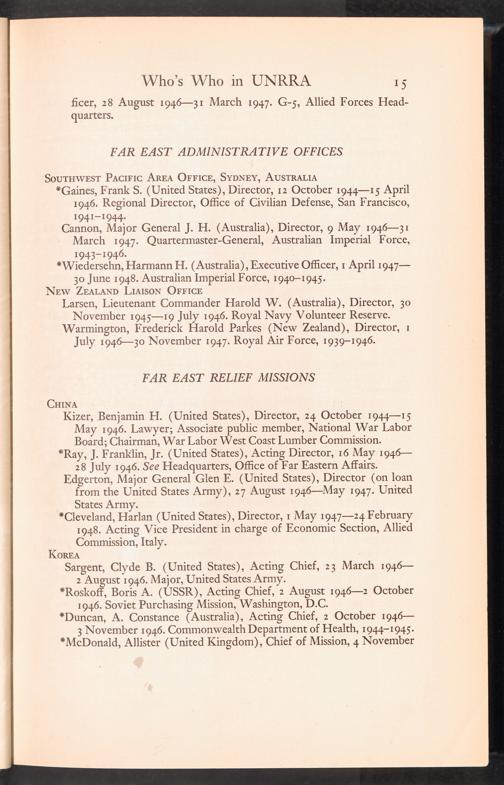 Who's Who in UNRRA 15
ficer, 28 August 1946—31 March 1947. G-5, Allied Forces Head-
quarters.
FAR EAST ADMINISTRATIVE OFFICES
SOUTHWEST PACIFIC AREA OFFICE, SYDNEY, AUSTRALIA
*Gaines, Frank S. (United States), Director, 12 October 1944—15 April
1946. Regional Director, Office of Civilian Defense, San Francisco,
1941–1944.
Cannon, Major General J. H. (Australia), Director, 9 May 1946—31
March 1947. Quartermaster-General, Australian Imperial Force,
1943–1946.
*Wiedersehn, Harmann H. (Australia), Executive Officer, 1 April 1947—
30 June 1948. Australian Imperial Force, 1940–1945.
NEW ZEALAND LIAISON OFFICE
Larsen, Lieutenant Commander Harold W. (Australia), Director, 30
November 1945—19 July 1946. Royal Navy Volunteer Reserve.
Warmington, Frederick Harold Parkes (New Zealand), Director, 1
July 1946—30 November 1947. Royal Air Force, 1939–1946.
FAR EAST RELIEF MISSIONS
CHINA
Kizer, Benjamin H. (United States), Director, 24 October 1944—15
May 1946. Lawyer; Associate public member, National War Labor
Board; Chairman, War Labor West Coast Lumber Commission.
*Ray, J. Franklin, Jr. (United States), Acting Director, 16 May 1946—
28 July 1946. See Headquarters, Office of Far Eastern Affairs.
Edgerton, Major General Glen E. (United States), Director (on loan
from the United States Army), 27 August 1946—May 1947. United
States Army.
*Cleveland, Harlan (United States), Director, 1 May 1947—24 February
1948. Acting Vice President in charge of Economic Section, Allied
Commission, Italy.
KOREA
Sargent, Clyde B. (United States), Acting Chief, 23 March 1946—
2 August 1946. Major, United States Army.
*Roskoff, Boris A. (USSR), Acting Chief, 2 August 1946—2 October
1946. Soviet Purchasing Mission, Washington, D.C.
*Duncan, A. Constance (Australia), Acting Chief, 2 October 1946—
3 November 1946. Commonwealth Department of Health, 1944–1945.
*McDonald, Allister (United Kingdom), Chief of Mission, 4 November